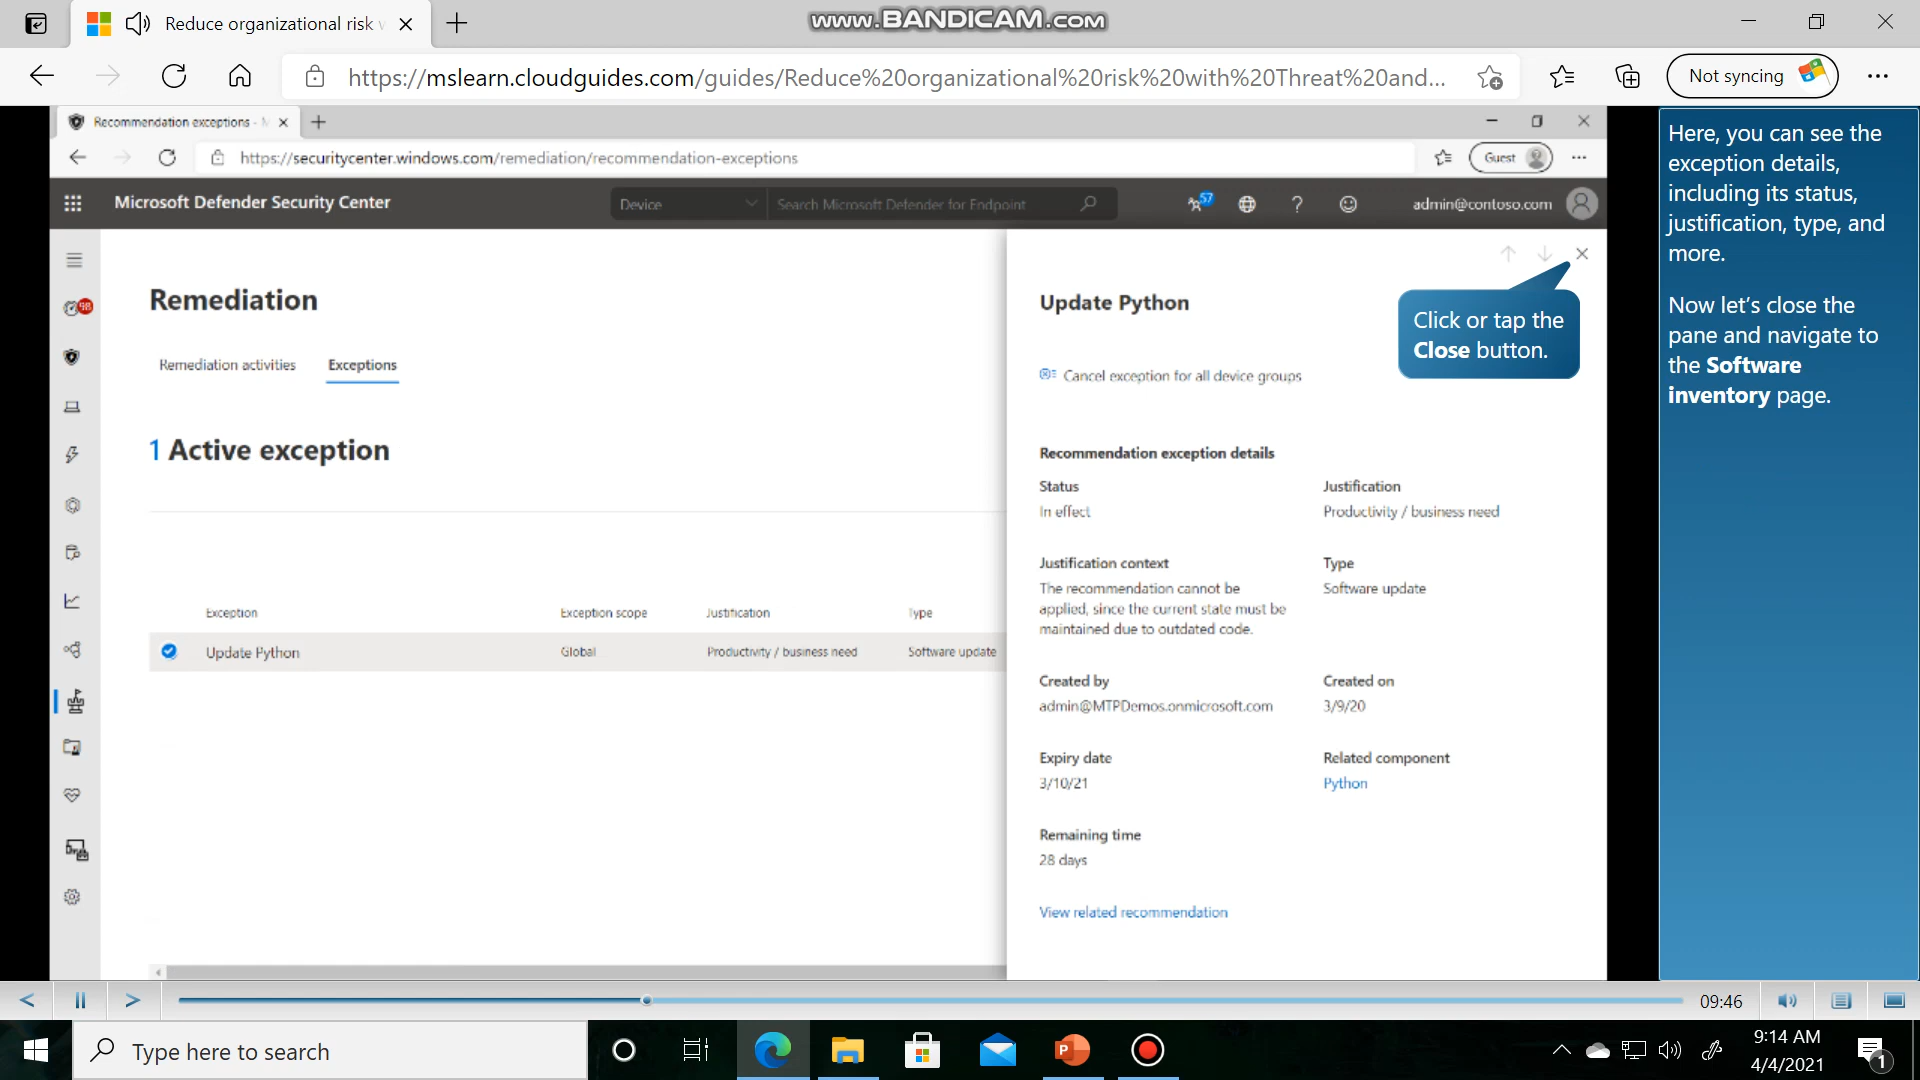 Reduce organizational risk
www.BANDICAM.com
https://mslearn.cloudguides.com/guides/Reduce%20organizational%20risk%20with%20Threat%20and...
Not syncing
Recommendation exceptions - M
https://securitycenter.windows.com/remediation/recommendation-exceptions
Guest
Microsoft Defender Security Center
Device
Search Microsoft Defender for Endpoint
57
admin@contoso.com
98
Remediation
Remediation activities
Exceptions
1 Active exception
Exception
Exception scope
Justification
Type
Update Python
Global
Productivity / business need
Software update
Update Python
Click or tap the
Close button.
Cancel exception for all device groups
Recommendation exception details
Status
Justification
In effect
Productivity / business need
Justification context
Type
The recommendation cannot be
applied, since the current state must be
maintained due to outdated code.
Software update
Created by
Created on
admin@MTPDemos.onmicrosoft.com
3/9/20
Expiry date
Related component
3/10/21
Python
Remaining time
28 days
View related recommendation
Here, you can see the
exception details,
including its status,
justification, type, and
more.
Now let's close the
pane and navigate to
the Software
inventory page.
09:46
Type here to search
9:14 AM
4/4/2021
1